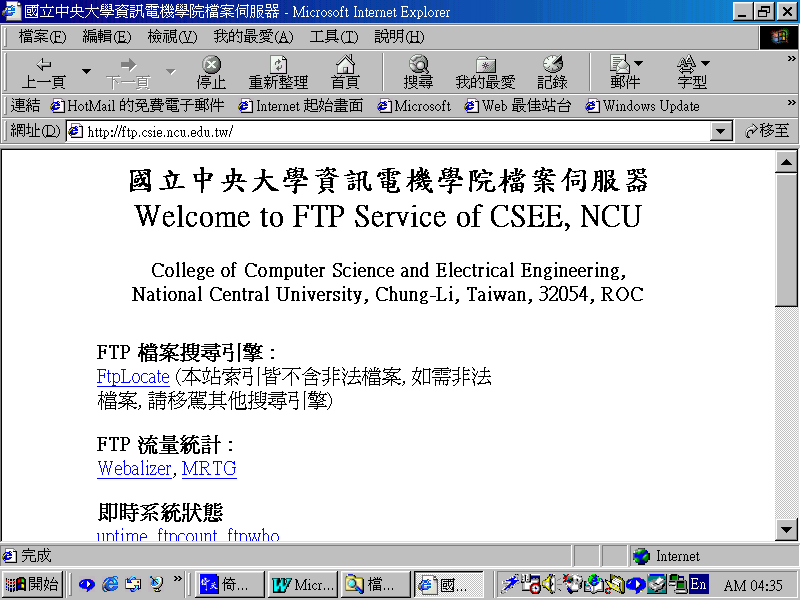 國立中央大學資訊電機學院檔案伺服器 - Microsoft Internet Explorer
檔案(F) 編輯(E) 檢視(V) 我的最愛(A) 工具(T) 說明(H)
上一頁 下一頁 停止 重新整理 首頁 搜尋 我的最愛 記錄 郵件 字型
連結 HotMail 的免費電子郵件 Internet 起始畫面 Microsoft Web 最佳站台 Windows Update
網址(D) http://ftp.csie.ncu.edu.tw/ 移至
國立中央大學資訊電機學院檔案伺服器
Welcome to FTP Service of CSEE, NCU
College of Computer Science and Electrical Engineering,
National Central University, Chung-Li, Taiwan, 32054, ROC
FTP 檔案搜尋引擎 :
FtpLocate (本站索引皆不含非法檔案, 如需非法
檔案, 請移駕其他搜尋引擎)
FTP 流量統計 :
Webalizer, MRTG
即時系統狀態
uptime, ftpcount, ftpwho
完成 Internet
開始 倚... Micr... 檔... 國... En AM 04:35